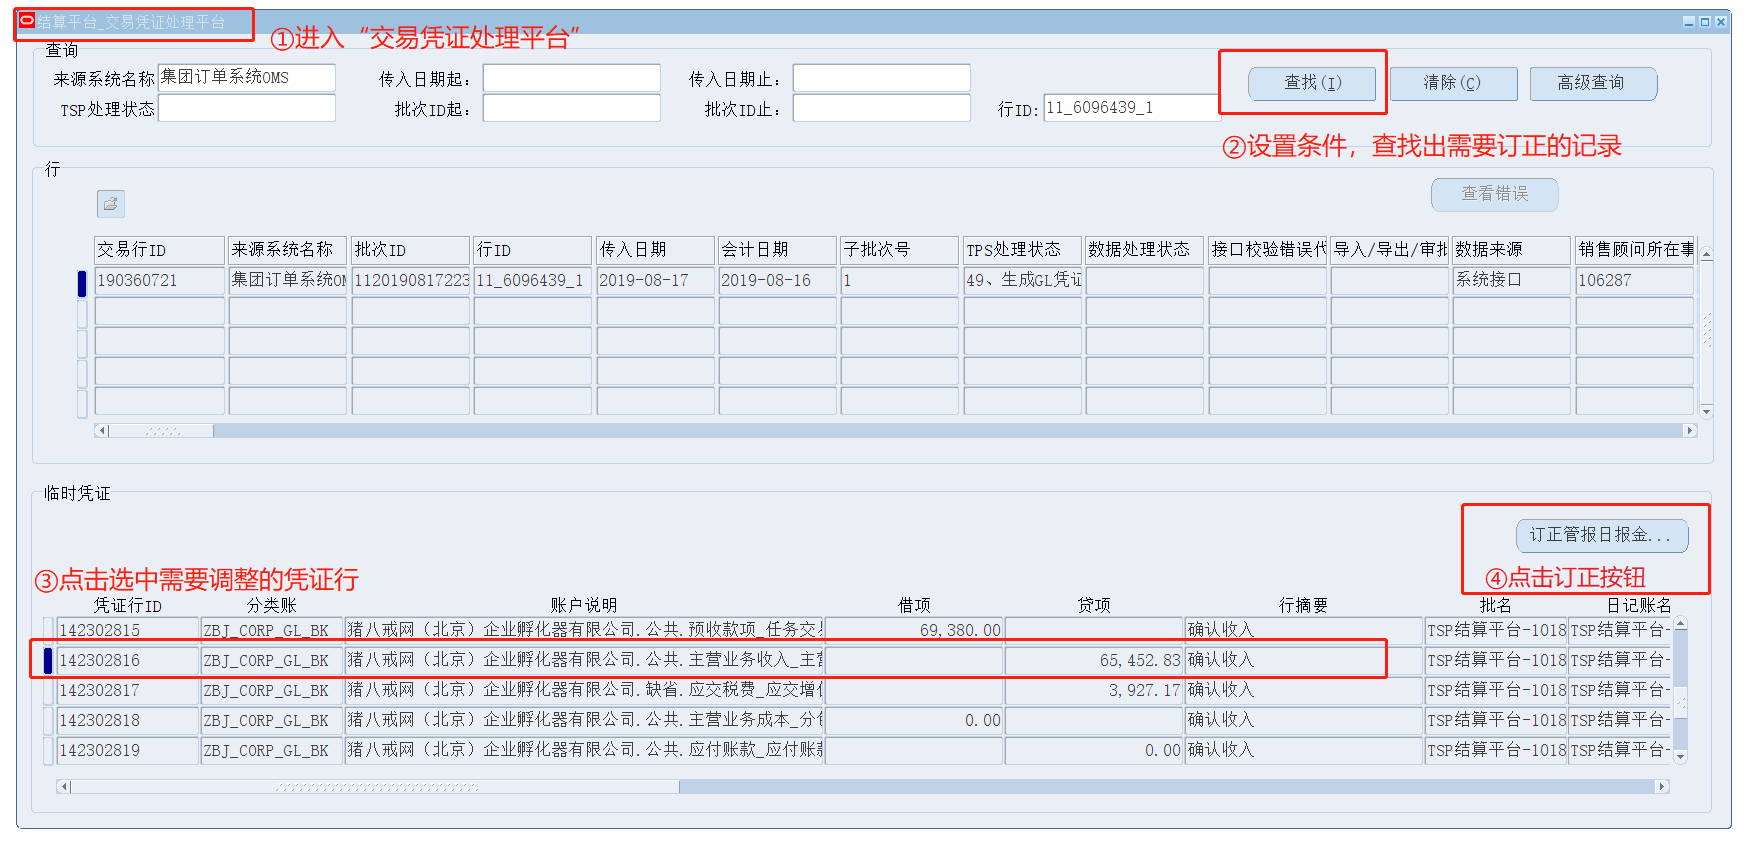 结算平台_交易凭证处理平台
①进入“交易凭证处理平台”
查询
来源系统名称 集团订单系统OMS 传入日期起: 传入日期止: 查找(I) 清除(C) 高级查询
TSP处理状态 批次ID起: 批次ID止: 行ID: 11_6096439_1
②设置条件，查找出需要订正的记录
行
查看错误
交易行ID 来源系统名称 批次ID 行ID 传入日期 会计日期 子批次号 TPS处理状态 数据处理状态 接口校验错误代 导入/导出/审批 数据来源 销售顾问所在事
190360721 集团订单系统OM 1120190817223 11_6096439_1 2019-08-17 2019-08-16 1 49、生成GL凭证 系统接口 106287
临时凭证
订正管报日报金...
③点击选中需要调整的凭证行
④点击订正按钮
凭证行ID 分类账 账户说明 借项 贷项 行摘要 批名 日记账名
142302815 ZBJ_CORP_GL_BK 猪八戒网（北京）企业孵化器有限公司.公共.预收款项_任务交易 69,380.00 确认收入 TSP结算平台-1018 TSP结算平台-
142302816 ZBJ_CORP_GL_BK 猪八戒网（北京）企业孵化器有限公司.公共.主营业务收入_主营 65,452.83 确认收入 TSP结算平台-1018 TSP结算平台-
142302817 ZBJ_CORP_GL_BK 猪八戒网（北京）企业孵化器有限公司.缺省.应交税费_应交增值 3,927.17 确认收入 TSP结算平台-1018 TSP结算平台-
142302818 ZBJ_CORP_GL_BK 猪八戒网（北京）企业孵化器有限公司.公共.主营业务成本_分包 0.00 确认收入 TSP结算平台-1018 TSP结算平台-
142302819 ZBJ_CORP_GL_BK 猪八戒网（北京）企业孵化器有限公司.公共.应付账款_应付账款 0.00 确认收入 TSP结算平台-1018 TSP结算平台-